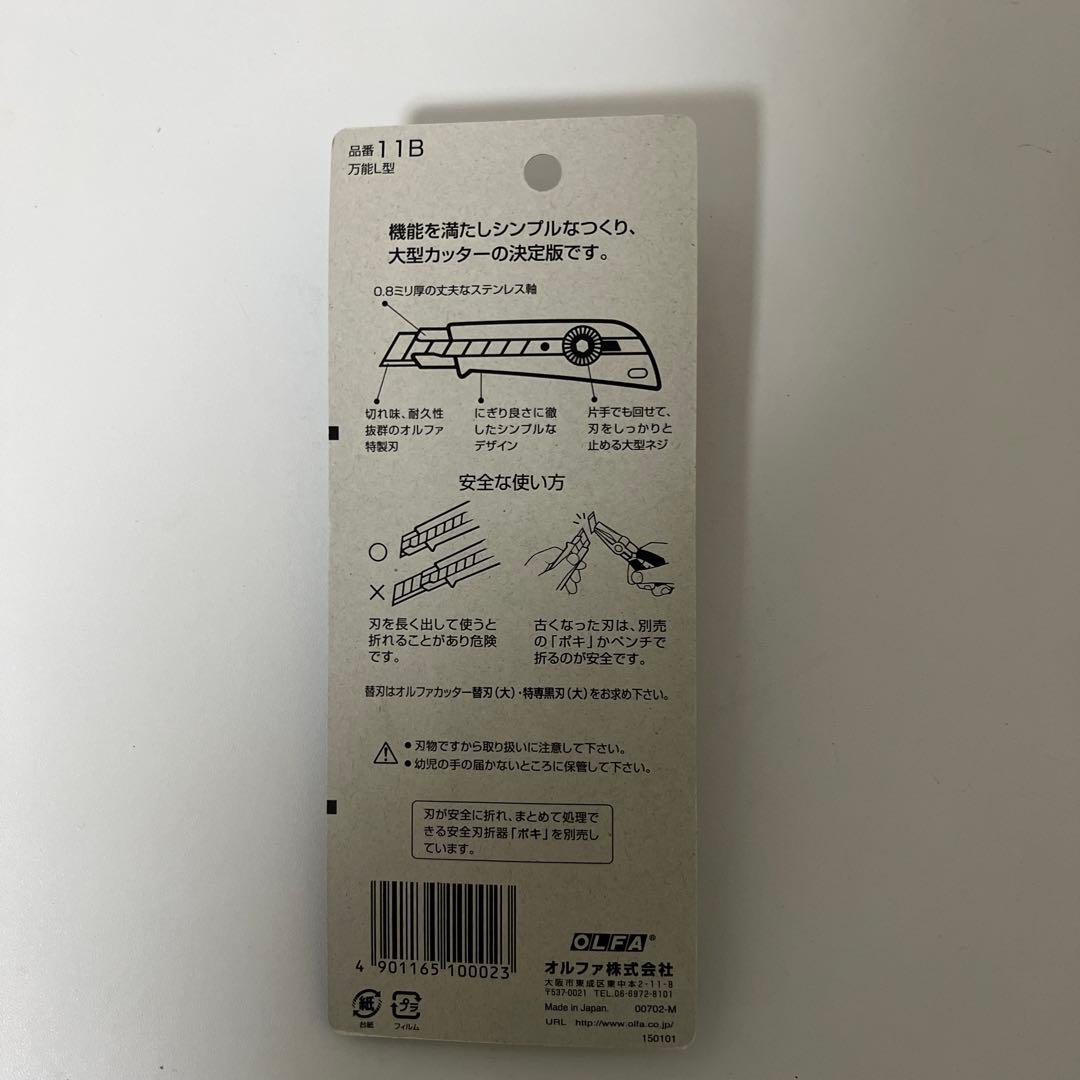 品番11B
万能L型
機能を満たしシンプルなつくり、
大型カッターの決定版です。
0.8ミリ厚の丈夫なステンレス軸
切れ味、耐久性
抜群のオルファ
特製刃
にぎり良さに徹
したシンプルな
デザイン
片手でも回せて、
刃をしっかりと
止める大型ネジ
安全な使い方
○
×
刃を長く出して使うと
折れることがあり危険
です。
古くなった刃は、別売
の「ポキ」かペンチで
折るのが安全です。
替刃はオルファカッター替刃(大)・特専黒刃(大)をお求め下さい。
●刃物ですから取り扱いに注意して下さい。
●幼児の手の届かないところに保管して下さい。
刃が安全に折れ、まとめて処理で
きる安全刃折器「ポキ」を別売し
ています。
4 901165 100023
紙
台紙
プラ
フィルム
OLFA®
オルファ株式会社
大阪市東成区東中本2-11-8
〒537-0021 TEL.06-6972-8101
Made in Japan. 00702-M
URL http://www.olfa.co.jp/
150101